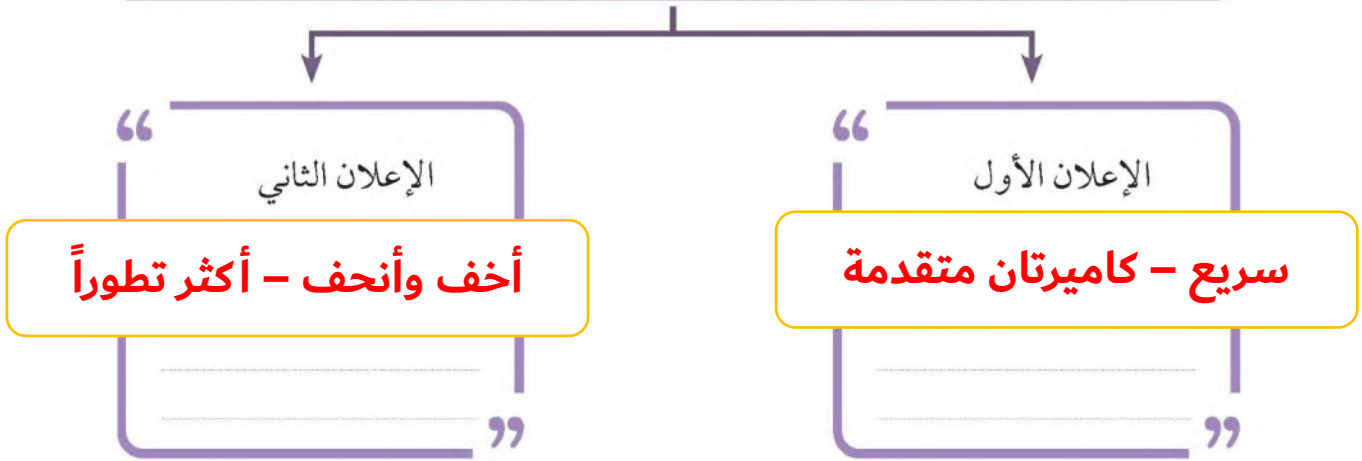 الإعلان الأول
سريع – كاميرتان متقدمة
الإعلان الثاني
أخف وأنحف – أكثر تطوراً